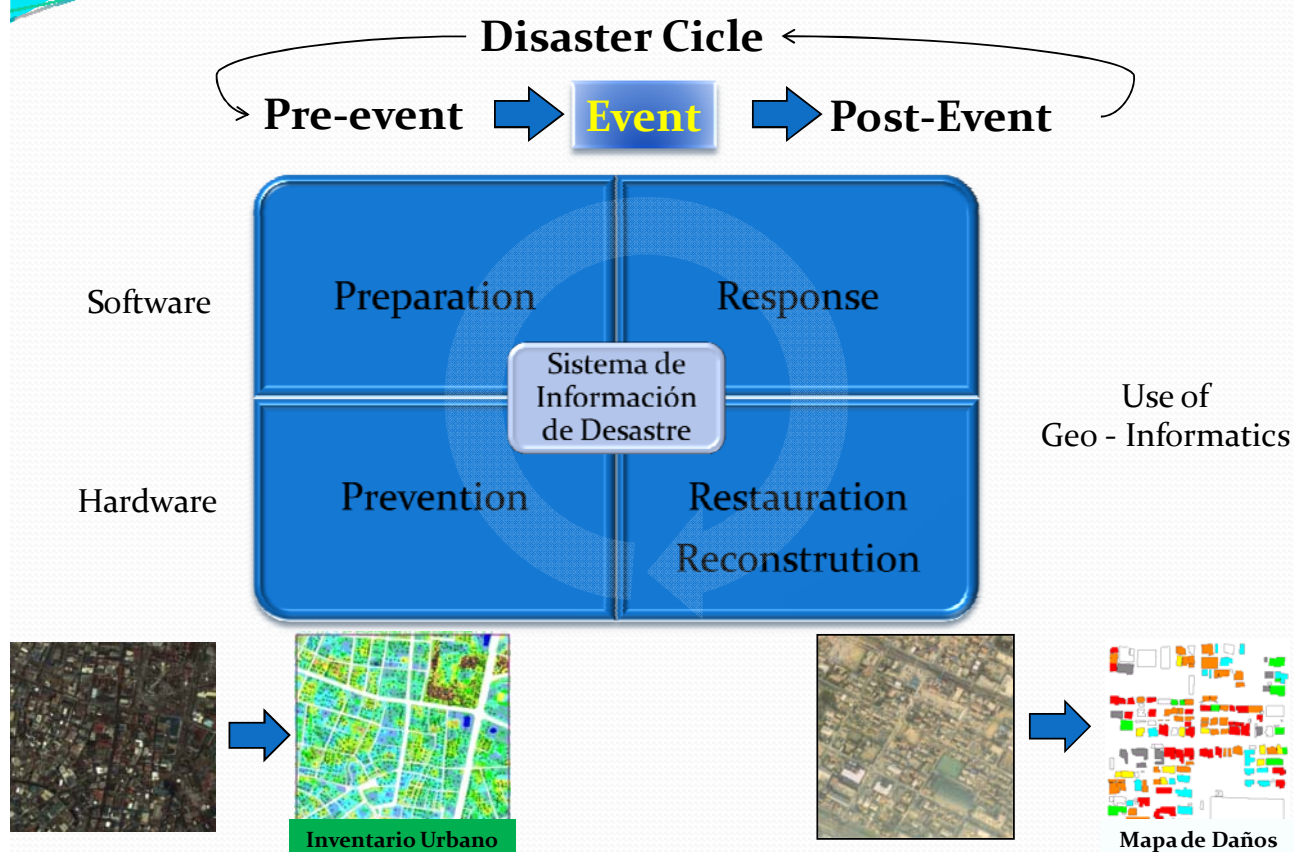 Disaster Cicle
Pre-event
Event
Post-Event
Software
Preparation
Response
Sistema de
Información
de Desastre
Use of
Geo - Informatics
Hardware
Prevention
Restauration
Reconstrution
Inventario Urbano
Mapa de Daños